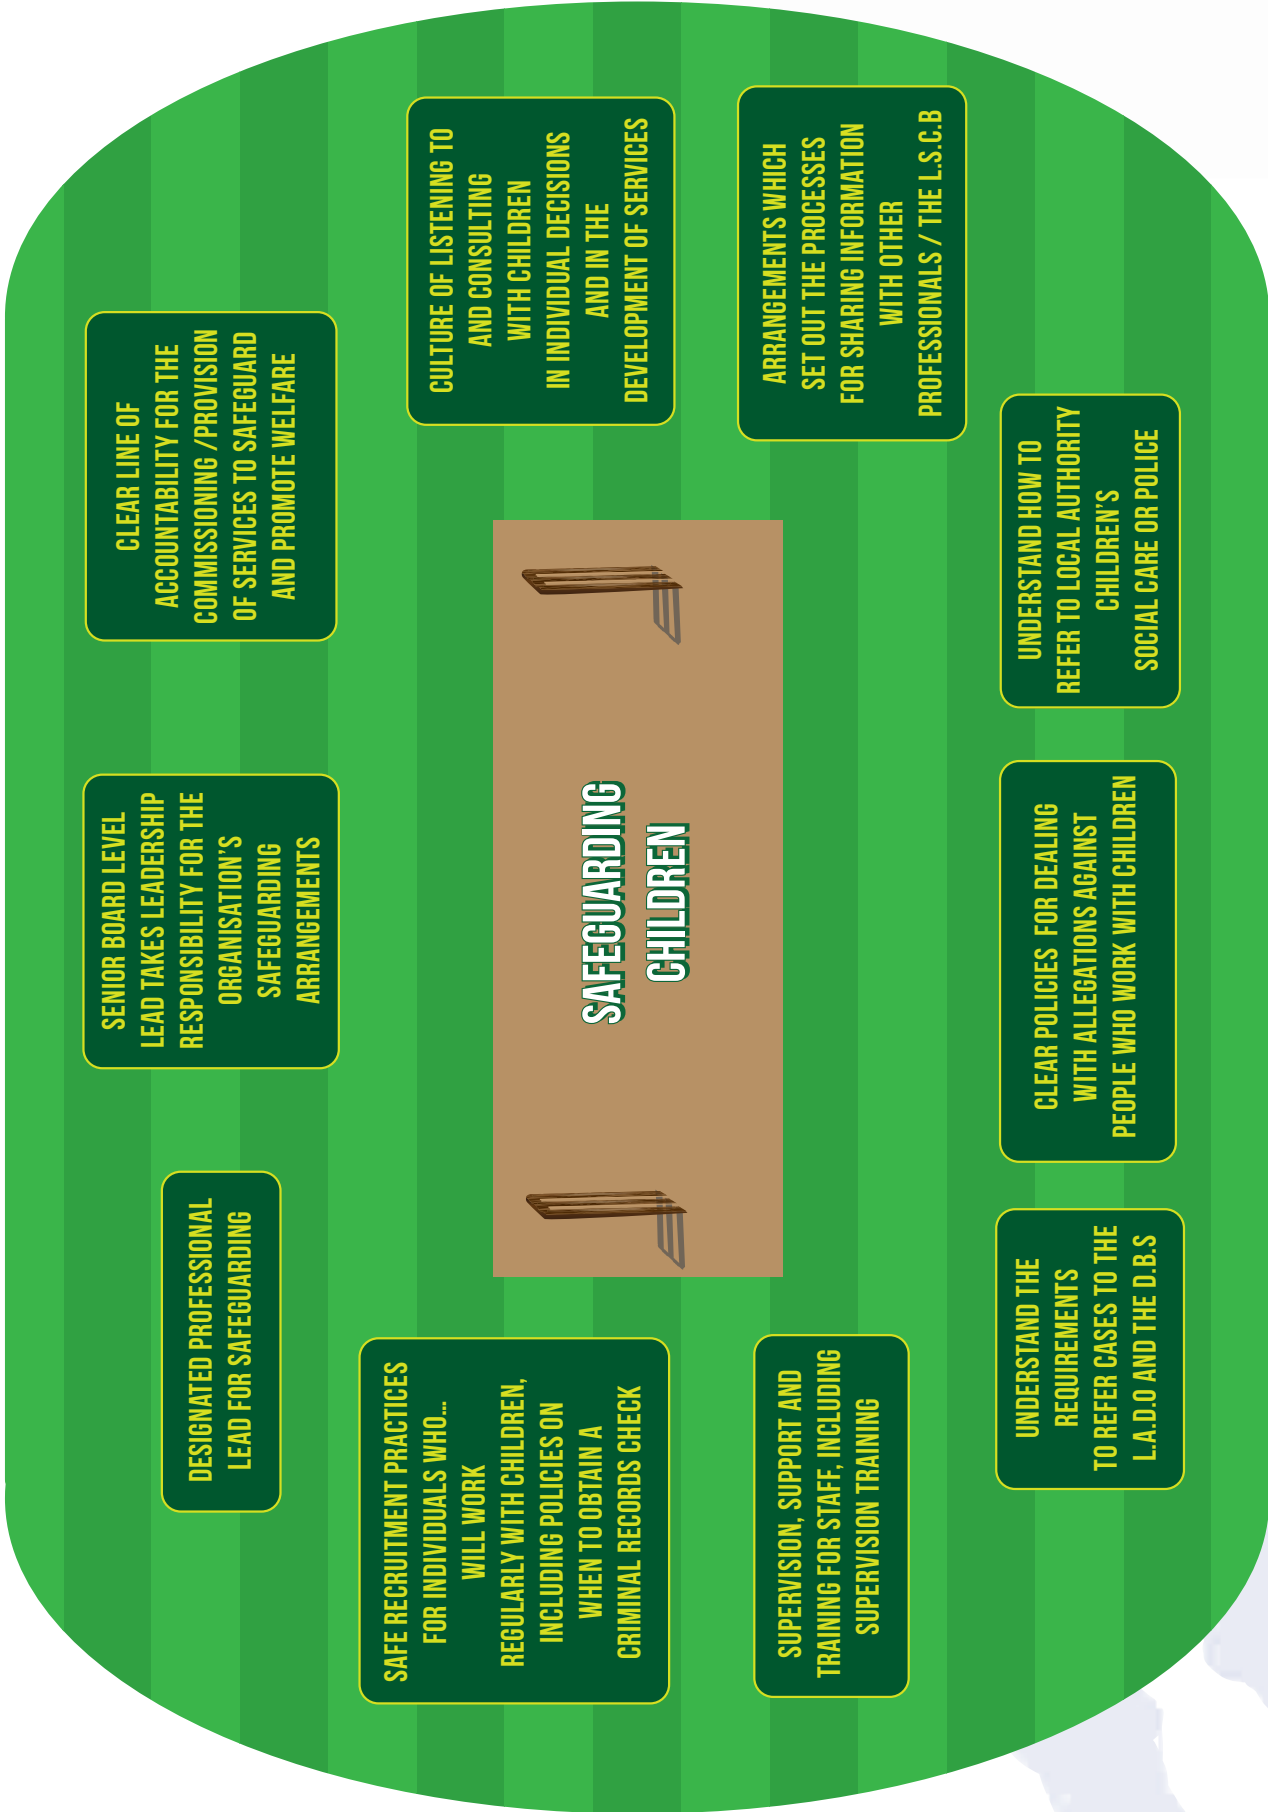 DESIGNATED PROFESSIONAL
LEAD FOR SAFEGUARDING
SENIOR BOARD LEVEL
LEAD TAKES LEADERSHIP
RESPONSIBILITY FOR THE
ORGANISATION'S
SAFEGUARDING
ARRANGEMENTS
CLEAR LINE OF
ACCOUNTABILITY FOR THE
COMMISSIONING /PROVISION
OF SERVICES TO SAFEGUARD
AND PROMOTE WELFARE
SAFE RECRUITMENT PRACTICES
FOR INDIVIDUALS WHO...
WILL WORK
REGULARLY WITH CHILDREN,
INCLUDING POLICIES ON
WHEN TO OBTAIN A
CRIMINAL RECORDS CHECK
SAFEGUARDING
CHILDREN
CULTURE OF LISTENING TO
AND CONSULTING
WITH CHILDREN
IN INDIVIDUAL DECISIONS
AND IN THE
DEVELOPMENT OF SERVICES
SUPERVISION, SUPPORT AND
TRAINING FOR STAFF, INCLUDING
SUPERVISION TRAINING
ARRANGEMENTS WHICH
SET OUT THE PROCESSES
FOR SHARING INFORMATION
WITH OTHER
PROFESSIONALS / THE L.S.C.B
UNDERSTAND THE
REQUIREMENTS
TO REFER CASES TO THE
L.A.D.O AND THE D.B.S
CLEAR POLICIES FOR DEALING
WITH ALLEGATIONS AGAINST
PEOPLE WHO WORK WITH CHILDREN
UNDERSTAND HOW TO
REFER TO LOCAL AUTHORITY
CHILDREN'S
SOCIAL CARE OR POLICE